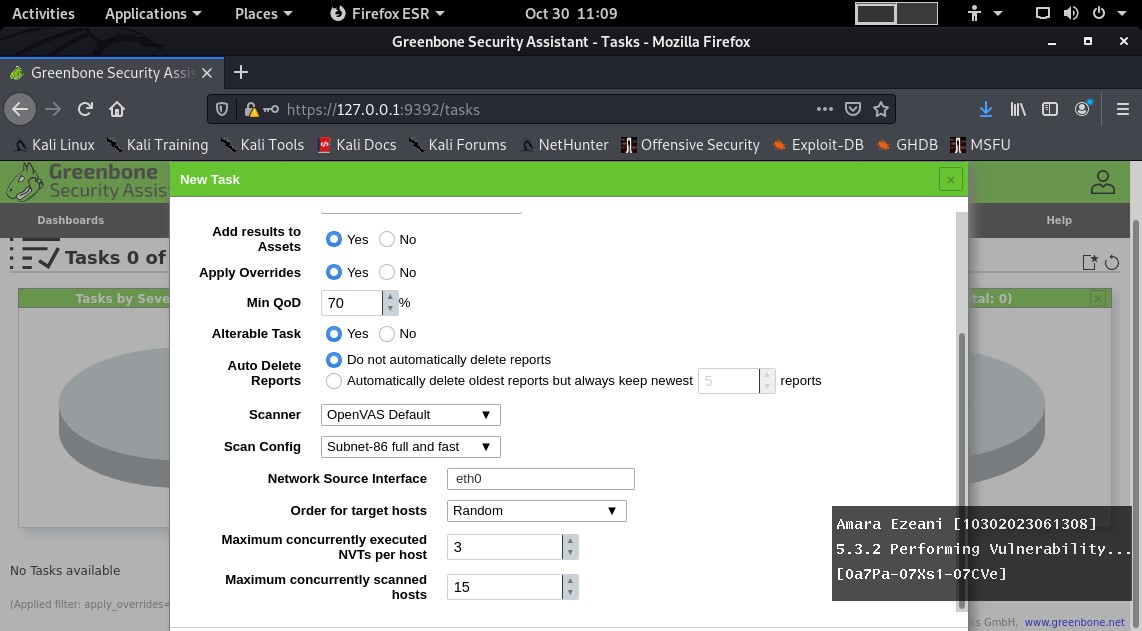 Activities Applications Places Firefox ESR Oct 30 11:09
Greenbone Security Assistant - Tasks - Mozilla Firefox
Greenbone Security Assis
https://127.0.0.1:9392/tasks
Kali Linux Kali Training Kali Tools Kali Docs Kali Forums NetHunter Offensive Security Exploit-DB GHDB MSFU
Greenbone
Security Assis
New Task
Dashboards Help
Tasks 0 of
Tasks by Seve
tal: 0)
Add results to Assets Yes No
Apply Overrides Yes No
Min QoD 70 %
Alterable Task Yes No
Auto Delete Reports Do not automatically delete reports
Automatically delete oldest reports but always keep newest 5 reports
Scanner OpenVAS Default
Scan Config Subnet-86 full and fast
Network Source Interface eth0
Order for target hosts Random
Maximum concurrently executed NVTs per host 3
Maximum concurrently scanned hosts 15
No Tasks available
(Applied filter: apply_overrides=
Amara Ezeani [10302023061308]
5.3.2 Performing Vulnerability...
[0a7Pa-07Xs1-07CVe]
ks GmbH, www.greenbone.net